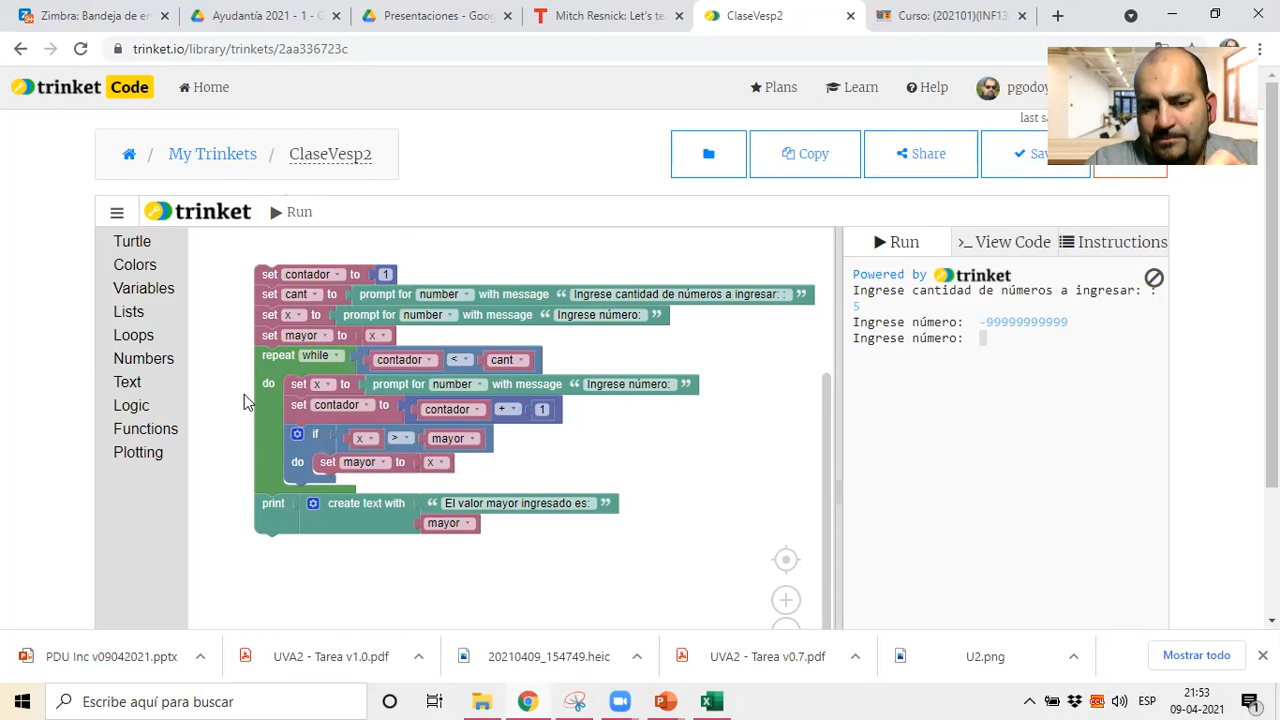 Zimbra: Bandeja de en
Ayudantía 2021 - 1 - G
Presentaciones - Goog
Mitch Resnick: Let's te
ClaseVesp2
Curso: (202101)(INF13
trinket.io/library/trinkets/2aa336723c
trinket Code
Home
Plans
Learn
Help
pgodoy
last sa
My Trinkets / ClaseVesp2
Copy
Share
Sav
trinket
Run
Turtle
Colors
Variables
Lists
Loops
Numbers
Text
Logic
Functions
Plotting
set contador to 1
set cant to prompt for number with message “ Ingrese cantidad de números a ingresar: : ”
set x to prompt for number with message “ Ingrese número: ”
set mayor to x
repeat while contador < cant
do set x to prompt for number with message “ Ingrese número: ”
set contador to contador + 1
if x > mayor
do set mayor to x
print create text with “ El valor mayor ingresado es: ”
mayor
Run
>_ View Code
Instructions
Powered by trinket
Ingrese cantidad de números a ingresar: :
5
Ingrese número: -99999999999
Ingrese número:
PDU Inc v09042021.pptx
UVA2 - Tarea v1.0.pdf
20210409_154749.heic
UVA2 - Tarea v0.7.pdf
U2.png
Mostrar todo
Escribe aquí para buscar
ESP
21:53
09-04-2021